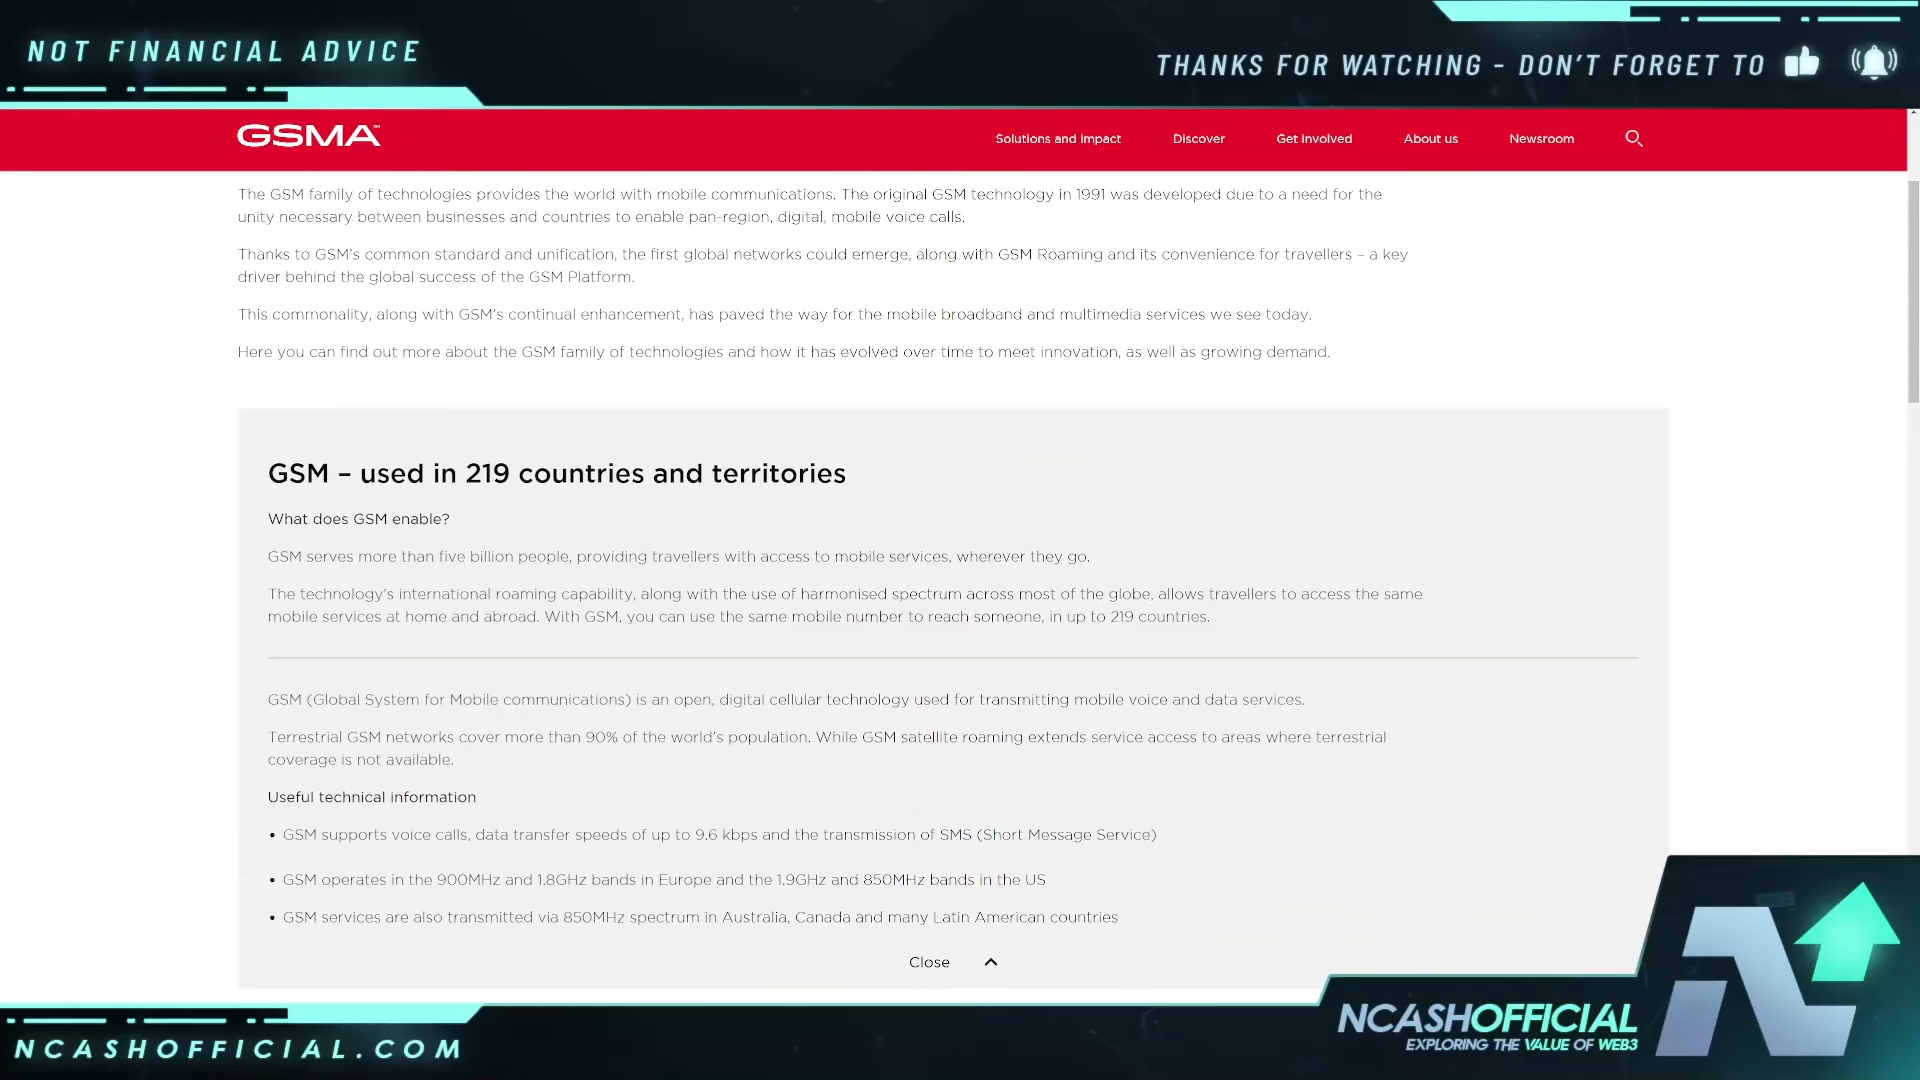 NOT FINANCIAL ADVICE
THANKS FOR WATCHING - DON'T FORGET TO
GSMA™
Solutions and Impact Discover Get Involved About us Newsroom
The GSM family of technologies provides the world with mobile communications. The original GSM technology in 1991 was developed due to a need for the
unity necessary between businesses and countries to enable pan-region, digital, mobile voice calls.
Thanks to GSM's common standard and unification, the first global networks could emerge, along with GSM Roaming and its convenience for travellers – a key
driver behind the global success of the GSM Platform.
This commonality, along with GSM's continual enhancement, has paved the way for the mobile broadband and multimedia services we see today.
Here you can find out more about the GSM family of technologies and how it has evolved over time to meet innovation, as well as growing demand.
GSM – used in 219 countries and territories
What does GSM enable?
GSM serves more than five billion people, providing travellers with access to mobile services, wherever they go.
The technology's international roaming capability, along with the use of harmonised spectrum across most of the globe, allows travellers to access the same
mobile services at home and abroad. With GSM, you can use the same mobile number to reach someone, in up to 219 countries.
GSM (Global System for Mobile communications) is an open, digital cellular technology used for transmitting mobile voice and data services.
Terrestrial GSM networks cover more than 90% of the world's population. While GSM satellite roaming extends service access to areas where terrestrial
coverage is not available.
Useful technical information
• GSM supports voice calls, data transfer speeds of up to 9.6 kbps and the transmission of SMS (Short Message Service)
• GSM operates in the 900MHz and 1.8GHz bands in Europe and the 1.9GHz and 850MHz bands in the US
• GSM services are also transmitted via 850MHz spectrum in Australia, Canada and many Latin American countries
Close
NCASHOFFICIAL
EXPLORING THE VALUE OF WEB3
NCASHOFFICIAL.COM